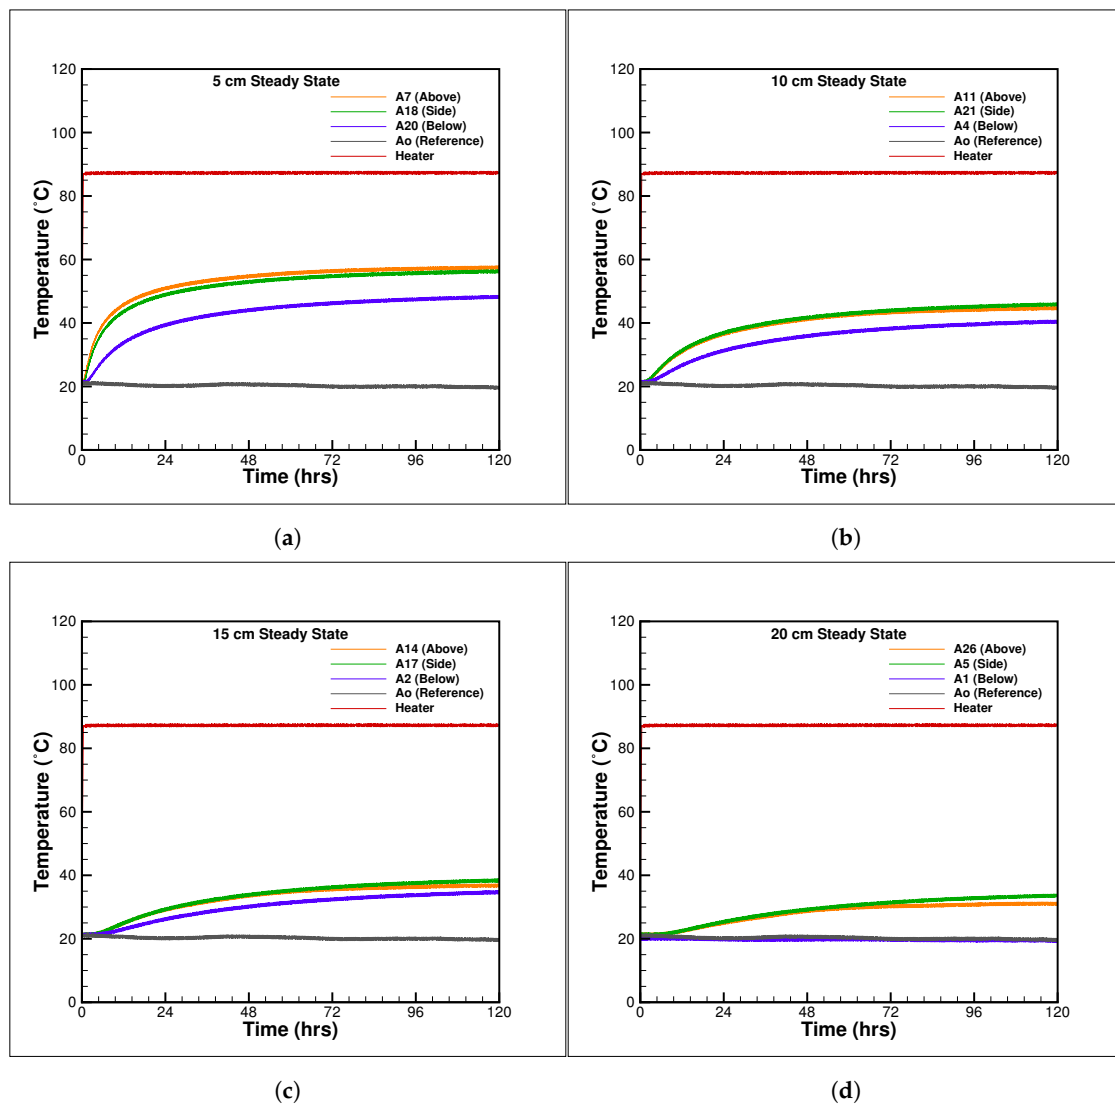 5 cm Steady State
A7 (Above)
A18 (Side)
A20 (Below)
Ao (Reference)
Heater
Temperature (°C)
120
100
80
60
40
20
0
0 24 48 72 96 120
Time (hrs)
(a)
10 cm Steady State
A11 (Above)
A21 (Side)
A4 (Below)
Ao (Reference)
Heater
Temperature (°C)
120
100
80
60
40
20
0
0 24 48 72 96 120
Time (hrs)
(b)
15 cm Steady State
A14 (Above)
A17 (Side)
A2 (Below)
Ao (Reference)
Heater
Temperature (°C)
120
100
80
60
40
20
0
0 24 48 72 96 120
Time (hrs)
(c)
20 cm Steady State
A26 (Above)
A5 (Side)
A1 (Below)
Ao (Reference)
Heater
Temperature (°C)
120
100
80
60
40
20
0
0 24 48 72 96 120
Time (hrs)
(d)